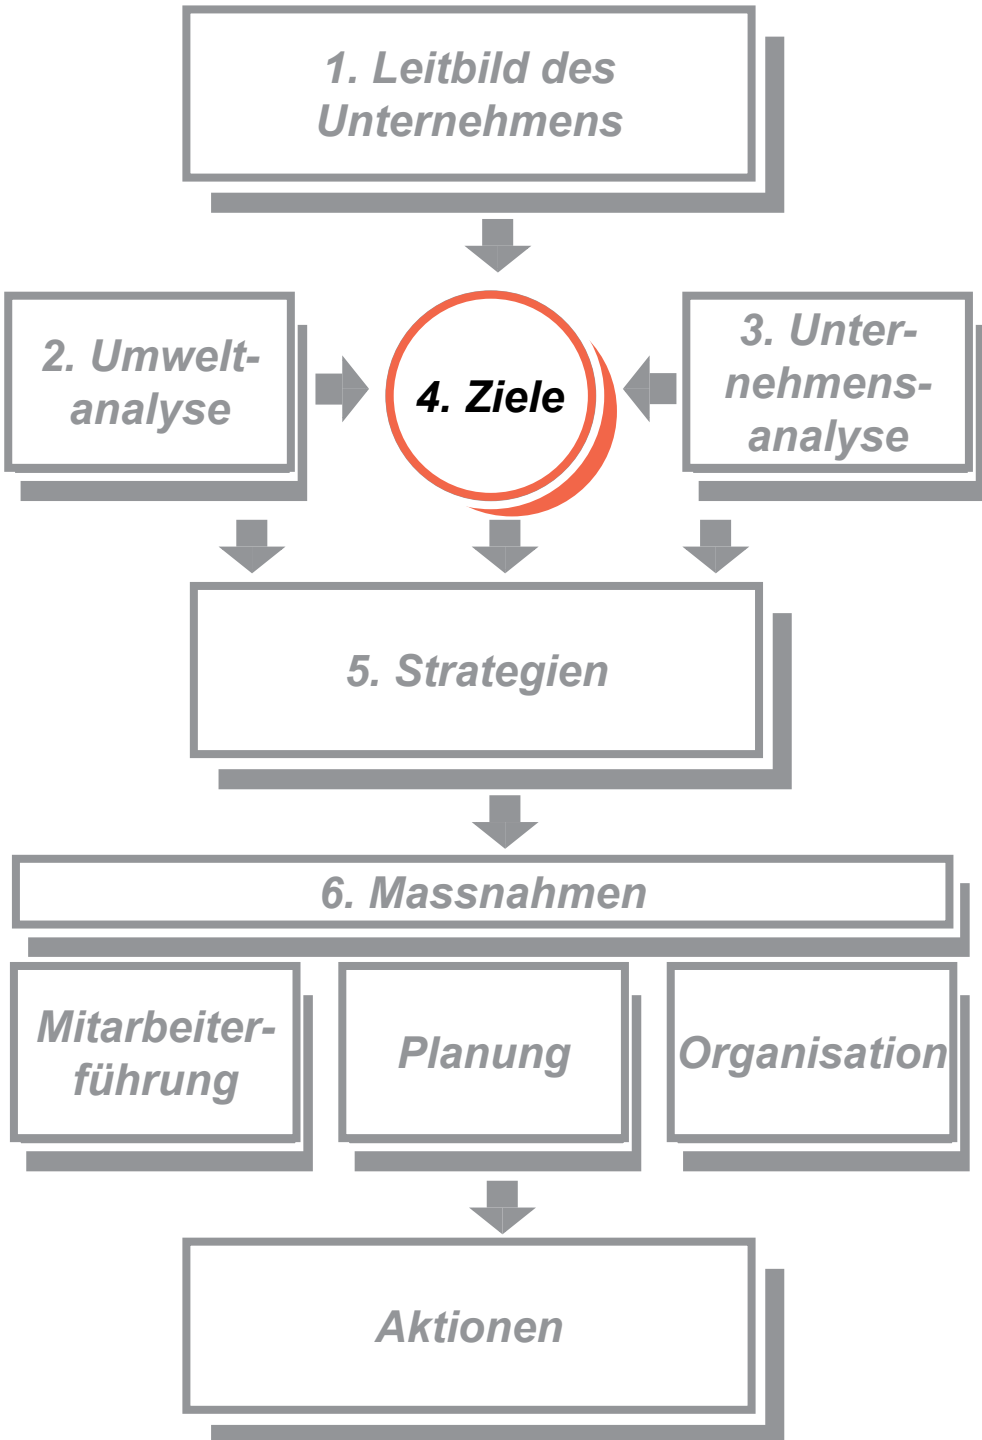 1. Leitbild des
Unternehmens
2. Umwelt-
analyse
4. Ziele
3. Unter-
nehmens-
analyse
5. Strategien
6. Massnahmen
Mitarbeiter-
führung
Planung
Organisation
Aktionen